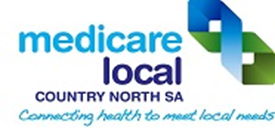 medicare
local
COUNTRY NORTH SA
Connecting health to meet local needs